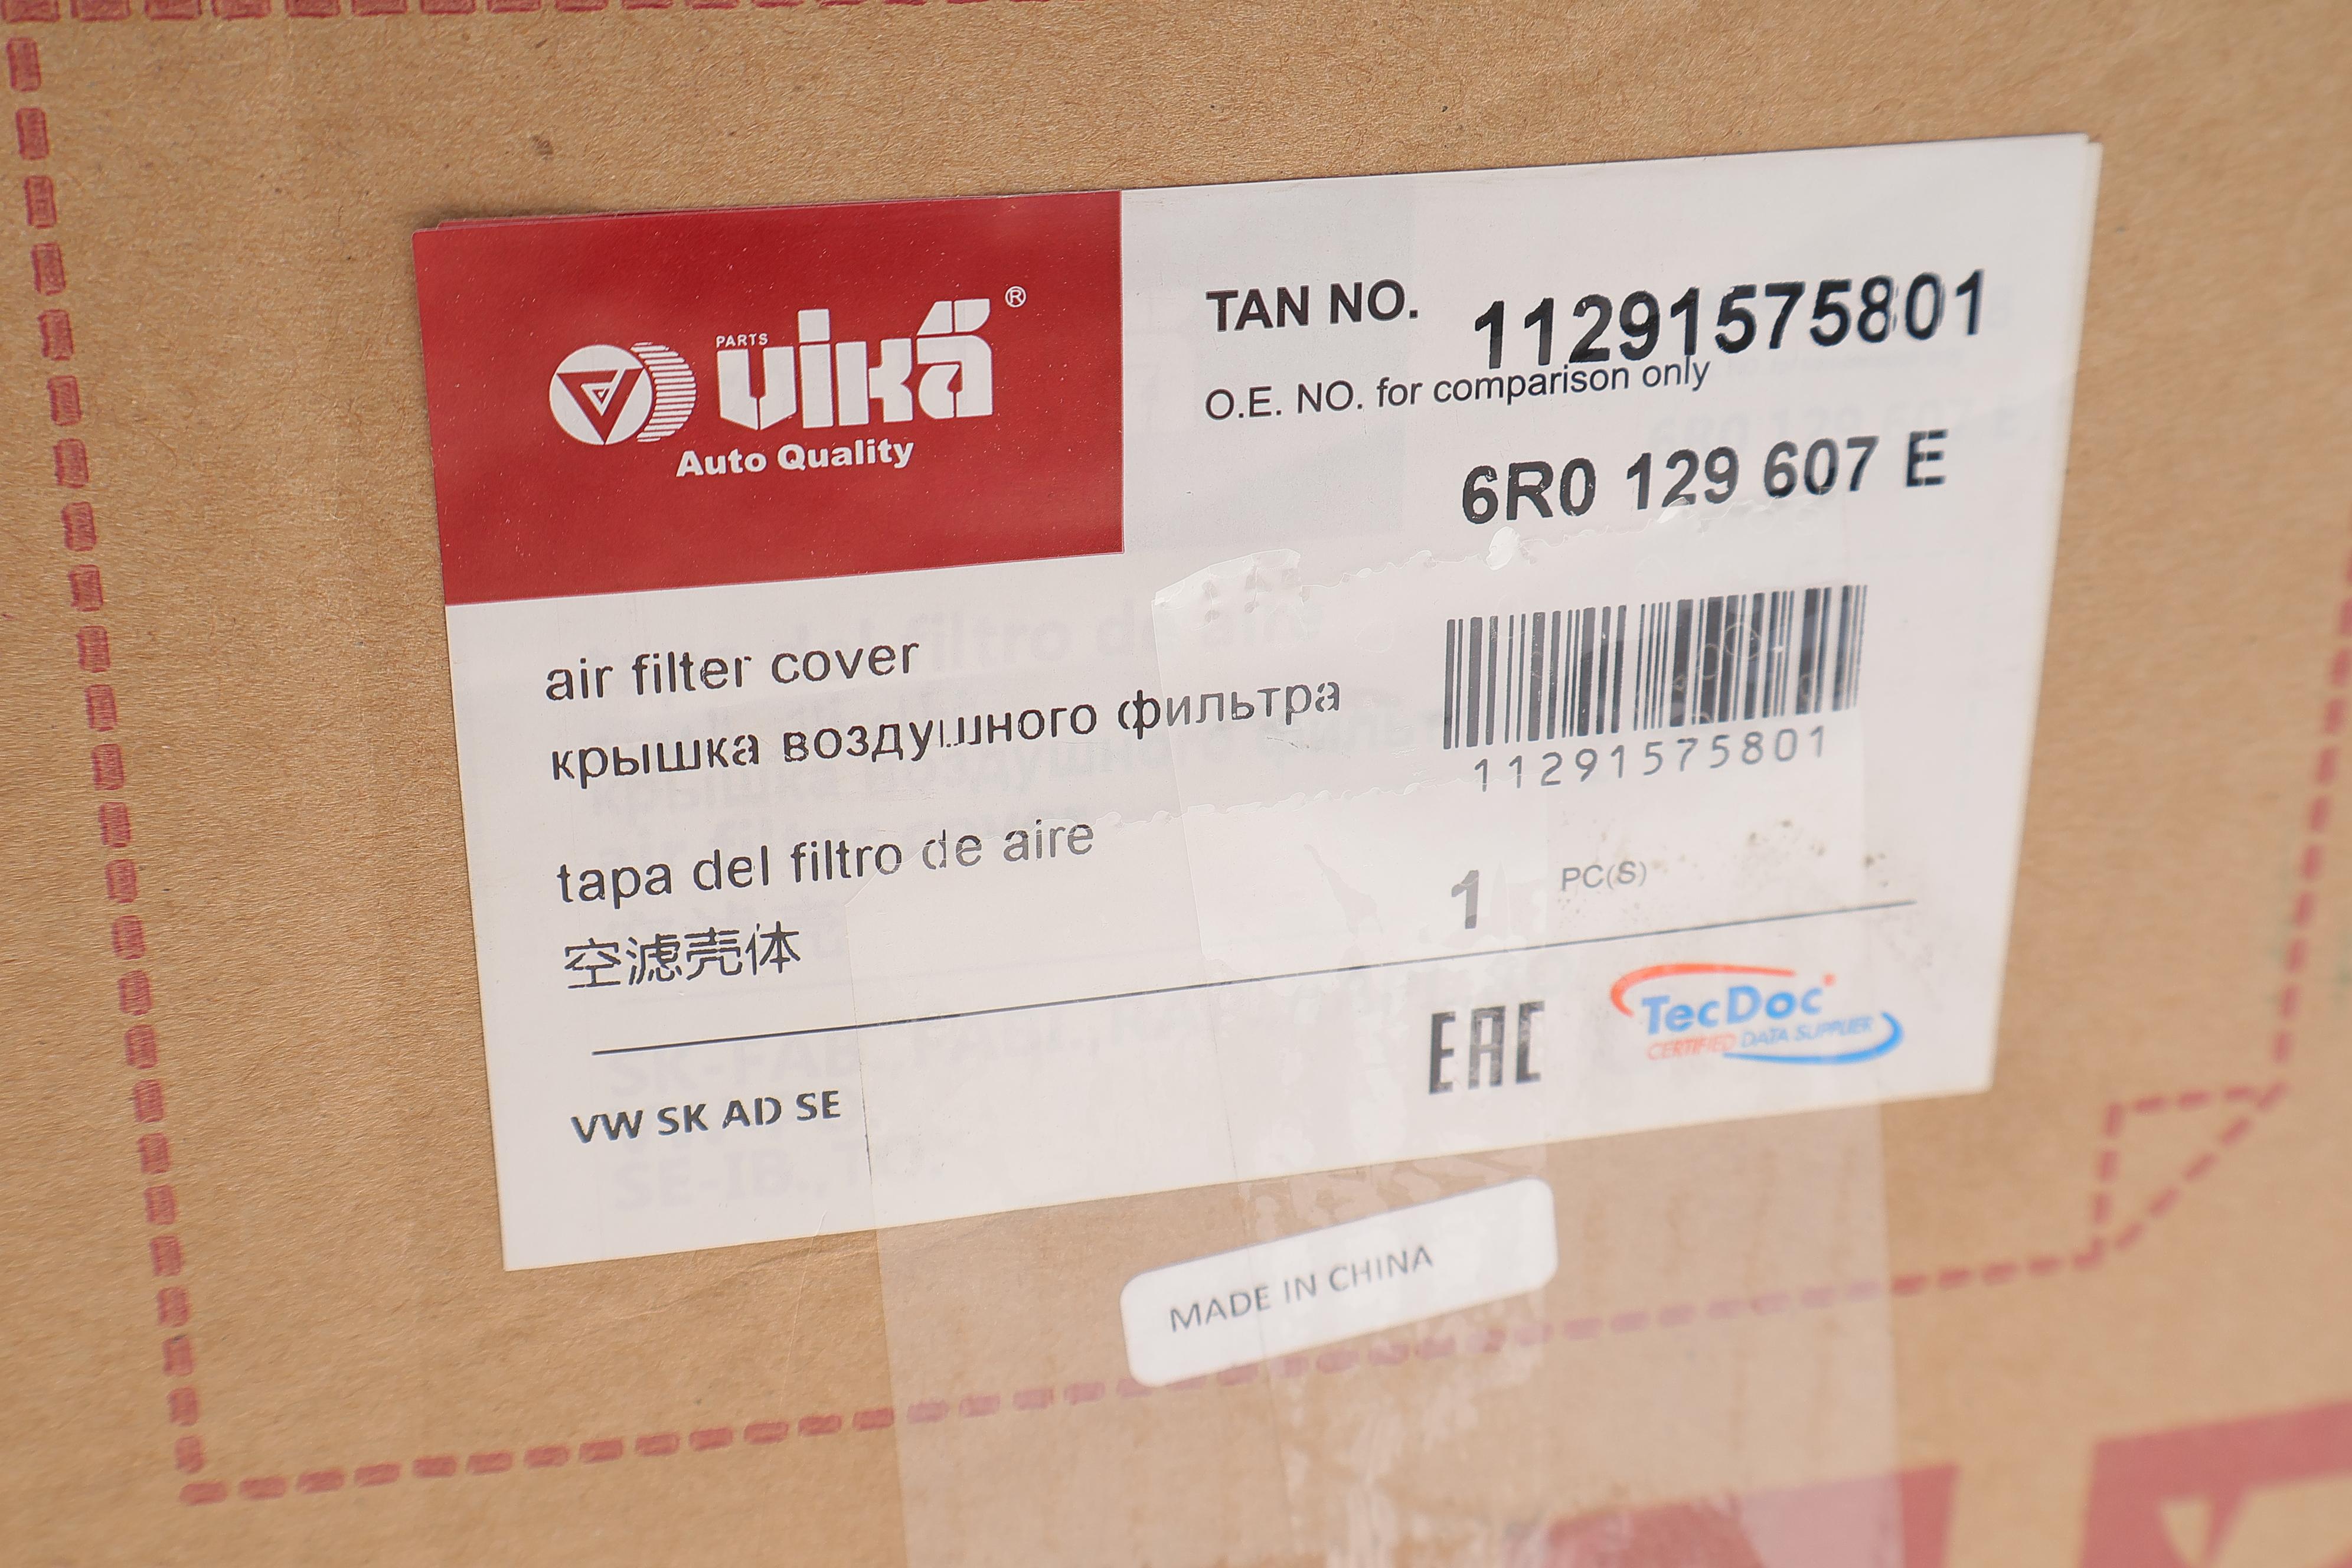 PARTS
vika ®
Auto Quality
TAN NO. 11291575801
O.E. NO. for comparison only
6R0 129 607 E
air filter cover
крышка воздушного фильтра
tapa del filtro de aire
空滤壳体
11291575801
1 PC(S)
VW SK AD SE
EAC
TecDoc
CERTIFIED DATA SUPPLIER
MADE IN CHINA